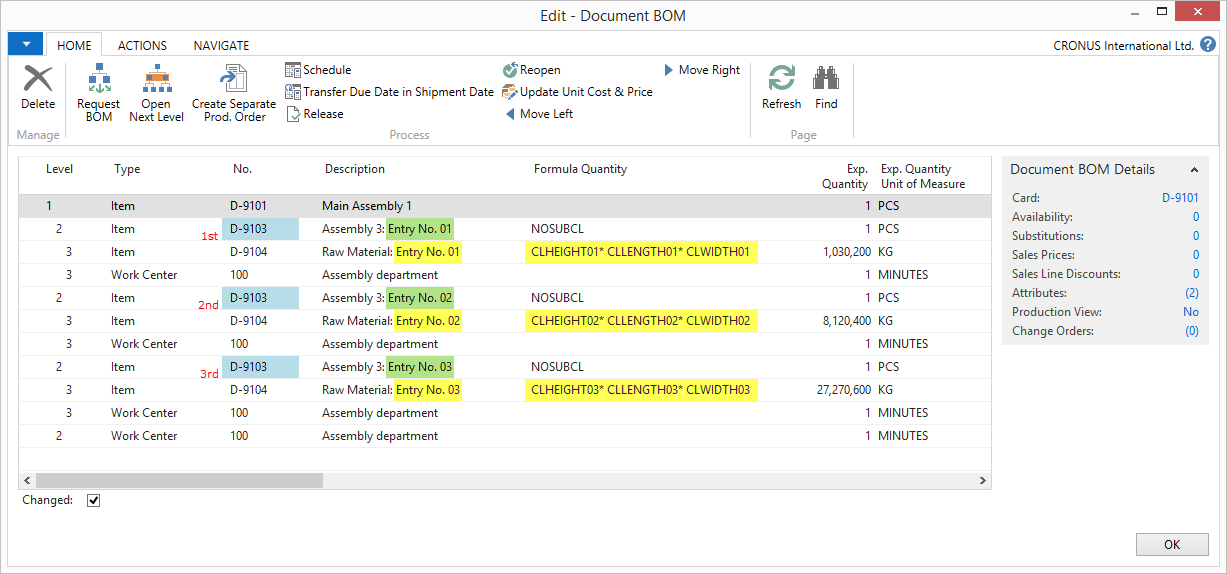 Edit - Document BOM
HOME ACTIONS NAVIGATE CRONUS International Ltd. ?
Delete
Manage
Request BOM
Open Next Level
Create Separate Prod. Order
Schedule
Transfer Due Date in Shipment Date
Release
Reopen
Update Unit Cost & Price
Move Left
Move Right
Process
Refresh
Find
Page
Level Type No. Description Formula Quantity Exp. Quantity Exp. Quantity Unit of Measure
1 Item D-9101 Main Assembly 1 1 PCS
2 Item 1st D-9103 Assembly 3: Entry No. 01 NOSUBCL 1 PCS
3 Item D-9104 Raw Material: Entry No. 01 CLHEIGHT01* CLLENGTH01* CLWIDTH01 1,030,200 KG
3 Work Center 100 Assembly department 1 MINUTES
2 Item 2nd D-9103 Assembly 3: Entry No. 02 NOSUBCL 1 PCS
3 Item D-9104 Raw Material: Entry No. 02 CLHEIGHT02* CLLENGTH02* CLWIDTH02 8,120,400 KG
3 Work Center 100 Assembly department 1 MINUTES
2 Item 3rd D-9103 Assembly 3: Entry No. 03 NOSUBCL 1 PCS
3 Item D-9104 Raw Material: Entry No. 03 CLHEIGHT03* CLLENGTH03* CLWIDTH03 27,270,600 KG
3 Work Center 100 Assembly department 1 MINUTES
2 Work Center 100 Assembly department 1 MINUTES
Changed:
Document BOM Details
Card: D-9101
Availability: 0
Substitutions: 0
Sales Prices: 0
Sales Line Discounts: 0
Attributes: (2)
Production View: No
Change Orders: (0)
OK